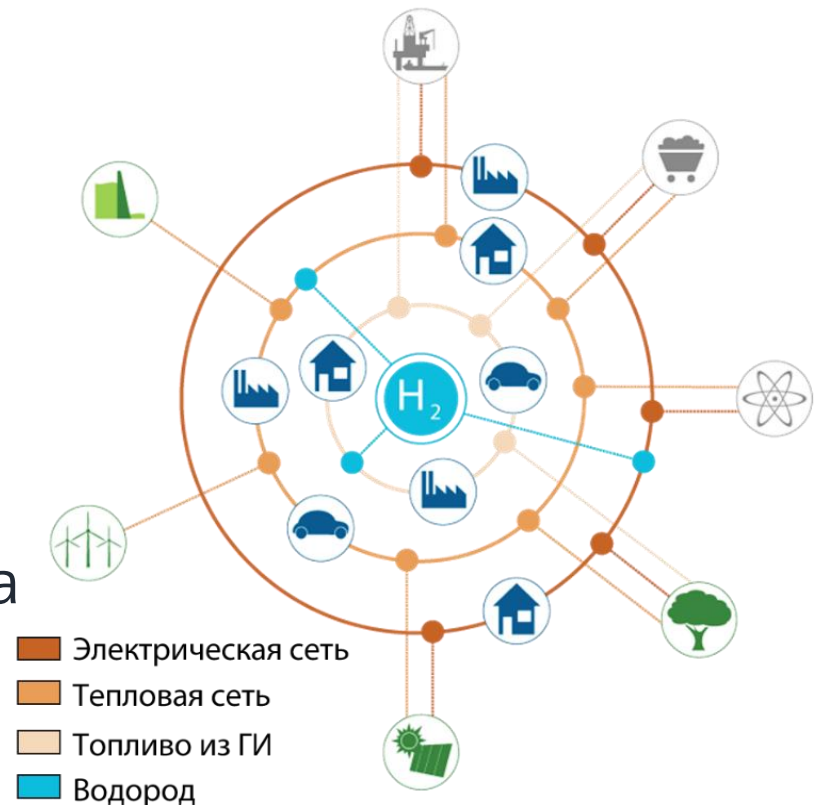 H₂
а
Электрическая сеть
Тепловая сеть
Топливо из ГИ
Водород